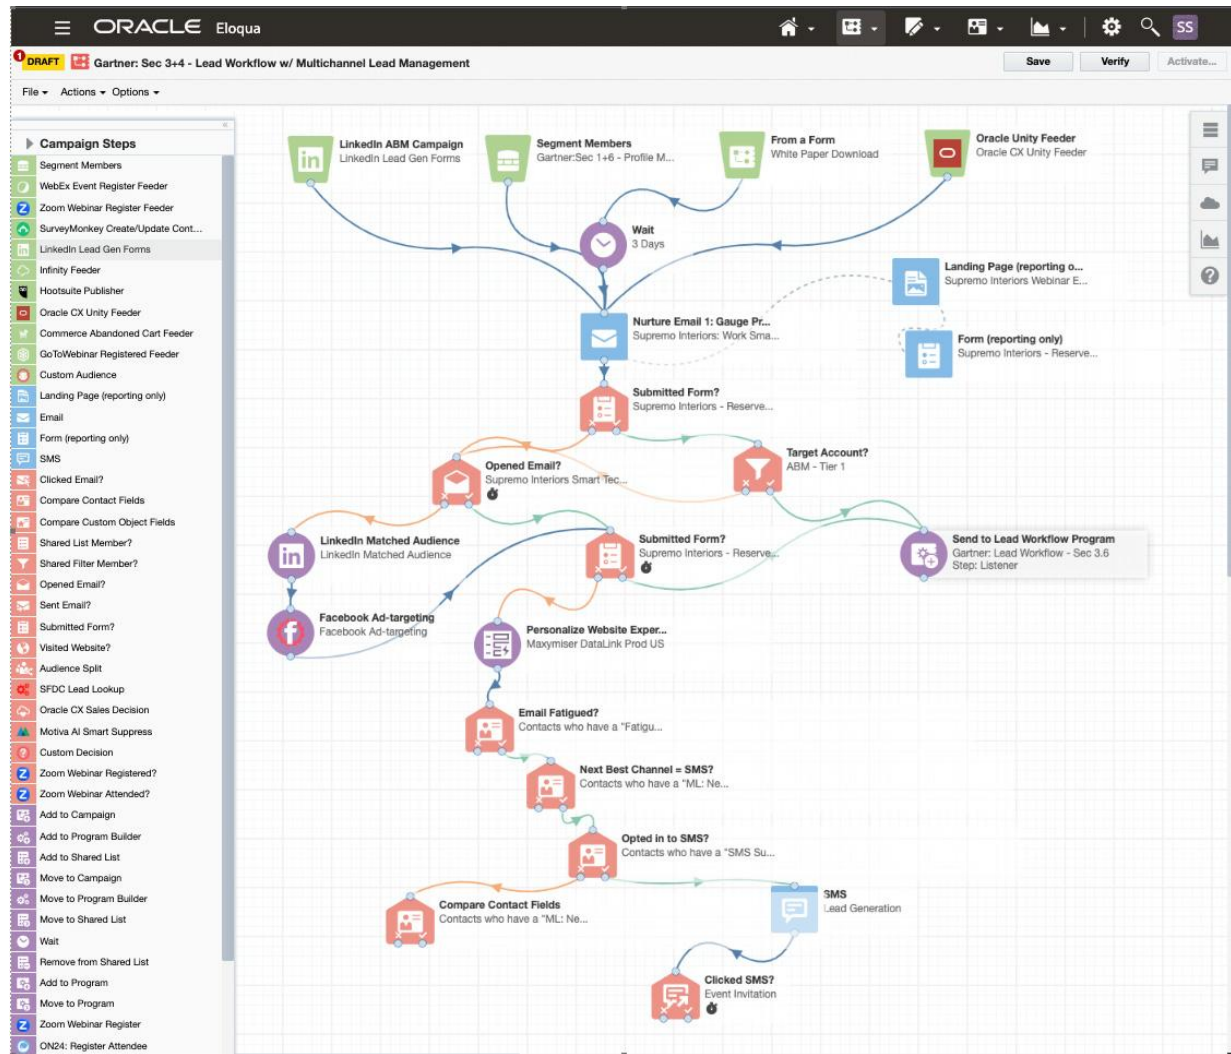 ORACLE Eloqua
SS
1
DRAFT
Gartner: Sec 3+4 - Lead Workflow w/ Multichannel Lead Management
Save
Verify
Activate...
File
Actions
Options
Campaign Steps
Segment Members
WebEx Event Register Feeder
Zoom Webinar Register Feeder
SurveyMonkey Create/Update Cont...
LinkedIn Lead Gen Forms
Infinity Feeder
Hootsuite Publisher
Oracle CX Unity Feeder
Commerce Abandoned Cart Feeder
GoToWebinar Registered Feeder
Custom Audience
Landing Page (reporting only)
Email
Form (reporting only)
SMS
Clicked Email?
Compare Contact Fields
Compare Custom Object Fields
Shared List Member?
Shared Filter Member?
Opened Email?
Sent Email?
Submitted Form?
Visited Website?
Audience Split
SFDC Lead Lookup
Oracle CX Sales Decision
Motiva AI Smart Suppress
Custom Decision
Zoom Webinar Registered?
Zoom Webinar Attended?
Add to Campaign
Add to Program Builder
Add to Shared List
Move to Campaign
Move to Program Builder
Move to Shared List
Wait
Remove from Shared List
Add to Program
Move to Program
Zoom Webinar Register
ON24: Register Attendee
LinkedIn ABM Campaign
LinkedIn Lead Gen Forms
Segment Members
Gartner:Sec 1+6 - Profile M...
From a Form
White Paper Download
Oracle Unity Feeder
Oracle CX Unity Feeder
Wait
3 Days
Landing Page (reporting o...
Supremo Interiors Webinar E...
Nurture Email 1: Gauge Pr...
Supremo Interiors: Work Sma...
Form (reporting only)
Supremo Interiors - Reserve...
Submitted Form?
Supremo Interiors - Reserve...
Target Account?
ABM - Tier 1
Opened Email?
Supremo Interiors Smart Tec...
LinkedIn Matched Audience
LinkedIn Matched Audience
Submitted Form?
Supremo Interiors - Reserve...
Send to Lead Workflow Program
Gartner: Lead Workflow - Sec 3.6
Step: Listener
Facebook Ad-targeting
Facebook Ad-targeting
Personalize Website Exper...
Maxymiser DataLink Prod US
Email Fatigued?
Contacts who have a "Fatigu...
Next Best Channel = SMS?
Contacts who have a "ML: Ne...
Opted in to SMS?
Contacts who have a "SMS Su...
Compare Contact Fields
Contacts who have a "ML: Ne...
SMS
Lead Generation
Clicked SMS?
Event Invitation